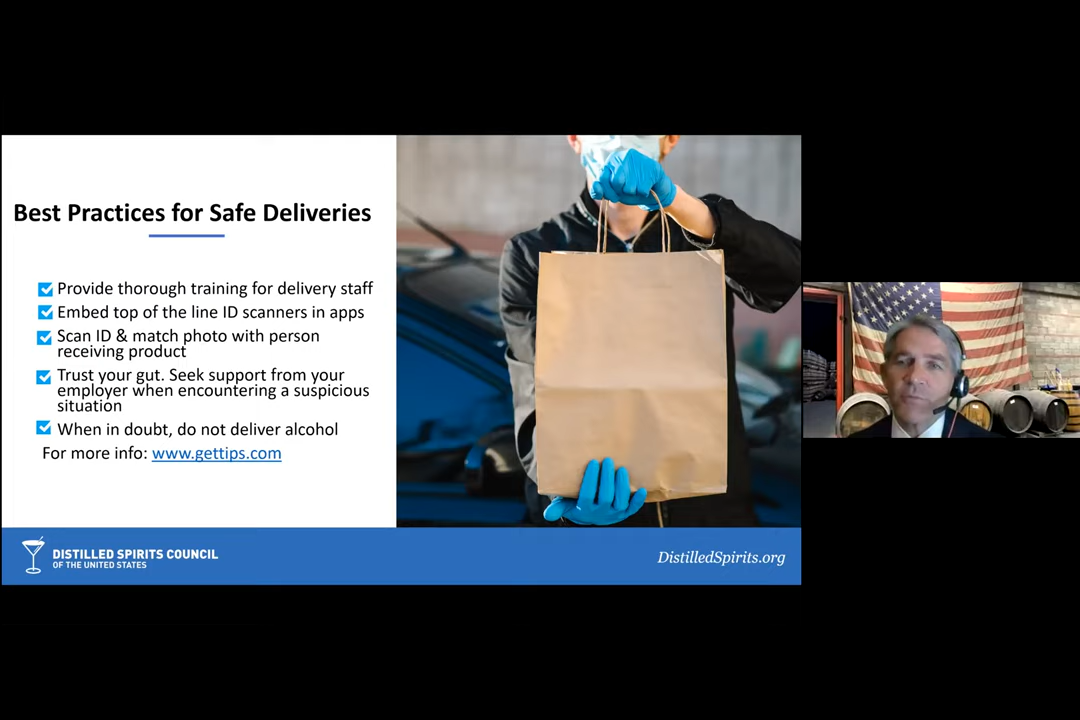 Best Practices for Safe Deliveries
Provide thorough training for delivery staff
Embed top of the line ID scanners in apps
Scan ID & match photo with person
receiving product
Trust your gut. Seek support from your
employer when encountering a suspicious
situation
When in doubt, do not deliver alcohol
For more info: www.gettips.com
DISTILLED SPIRITS COUNCIL
OF THE UNITED STATES
DistilledSpirits.org